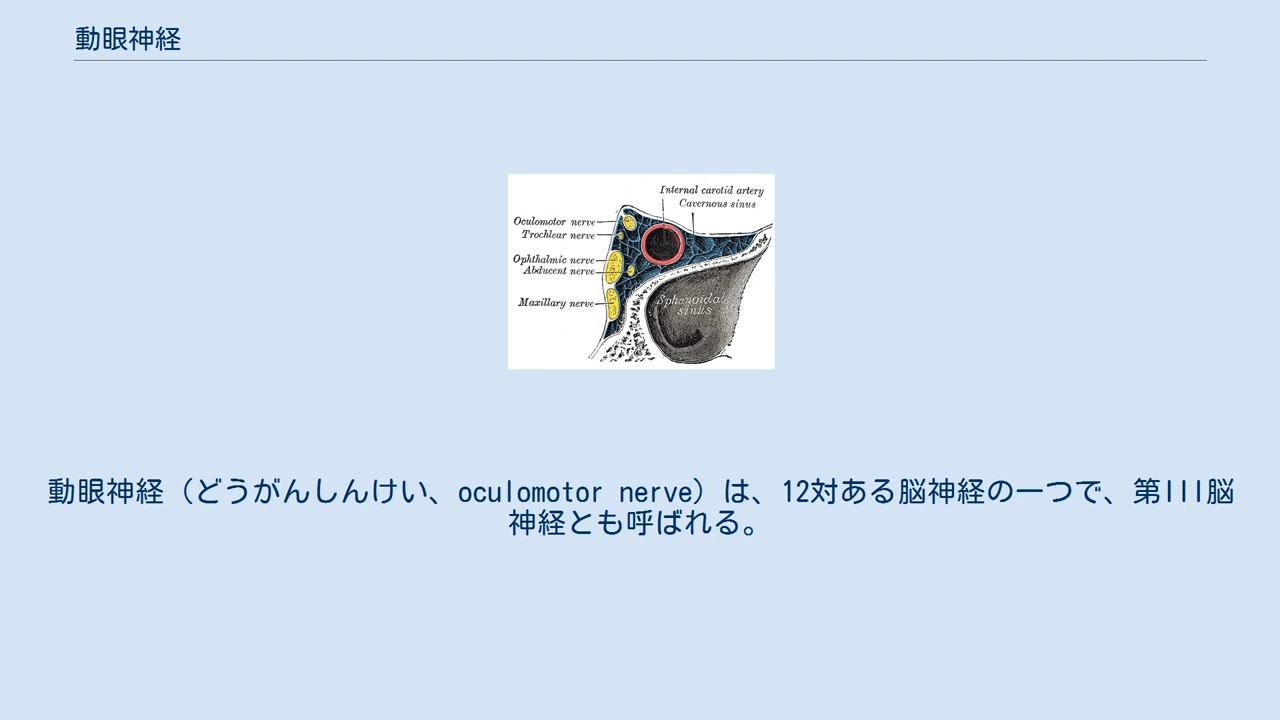 動眼神経
Internal carotid artery
Cavernous sinus
Oculomotor nerve
Trochlear nerve
Ophthalmic nerve
Abducent nerve
Maxillary nerve
Sphenoidal
sinus
動眼神経（どうがんしんけい、oculomotor nerve）は、12対ある脳神経の一つで、第III脳
神経とも呼ばれる。